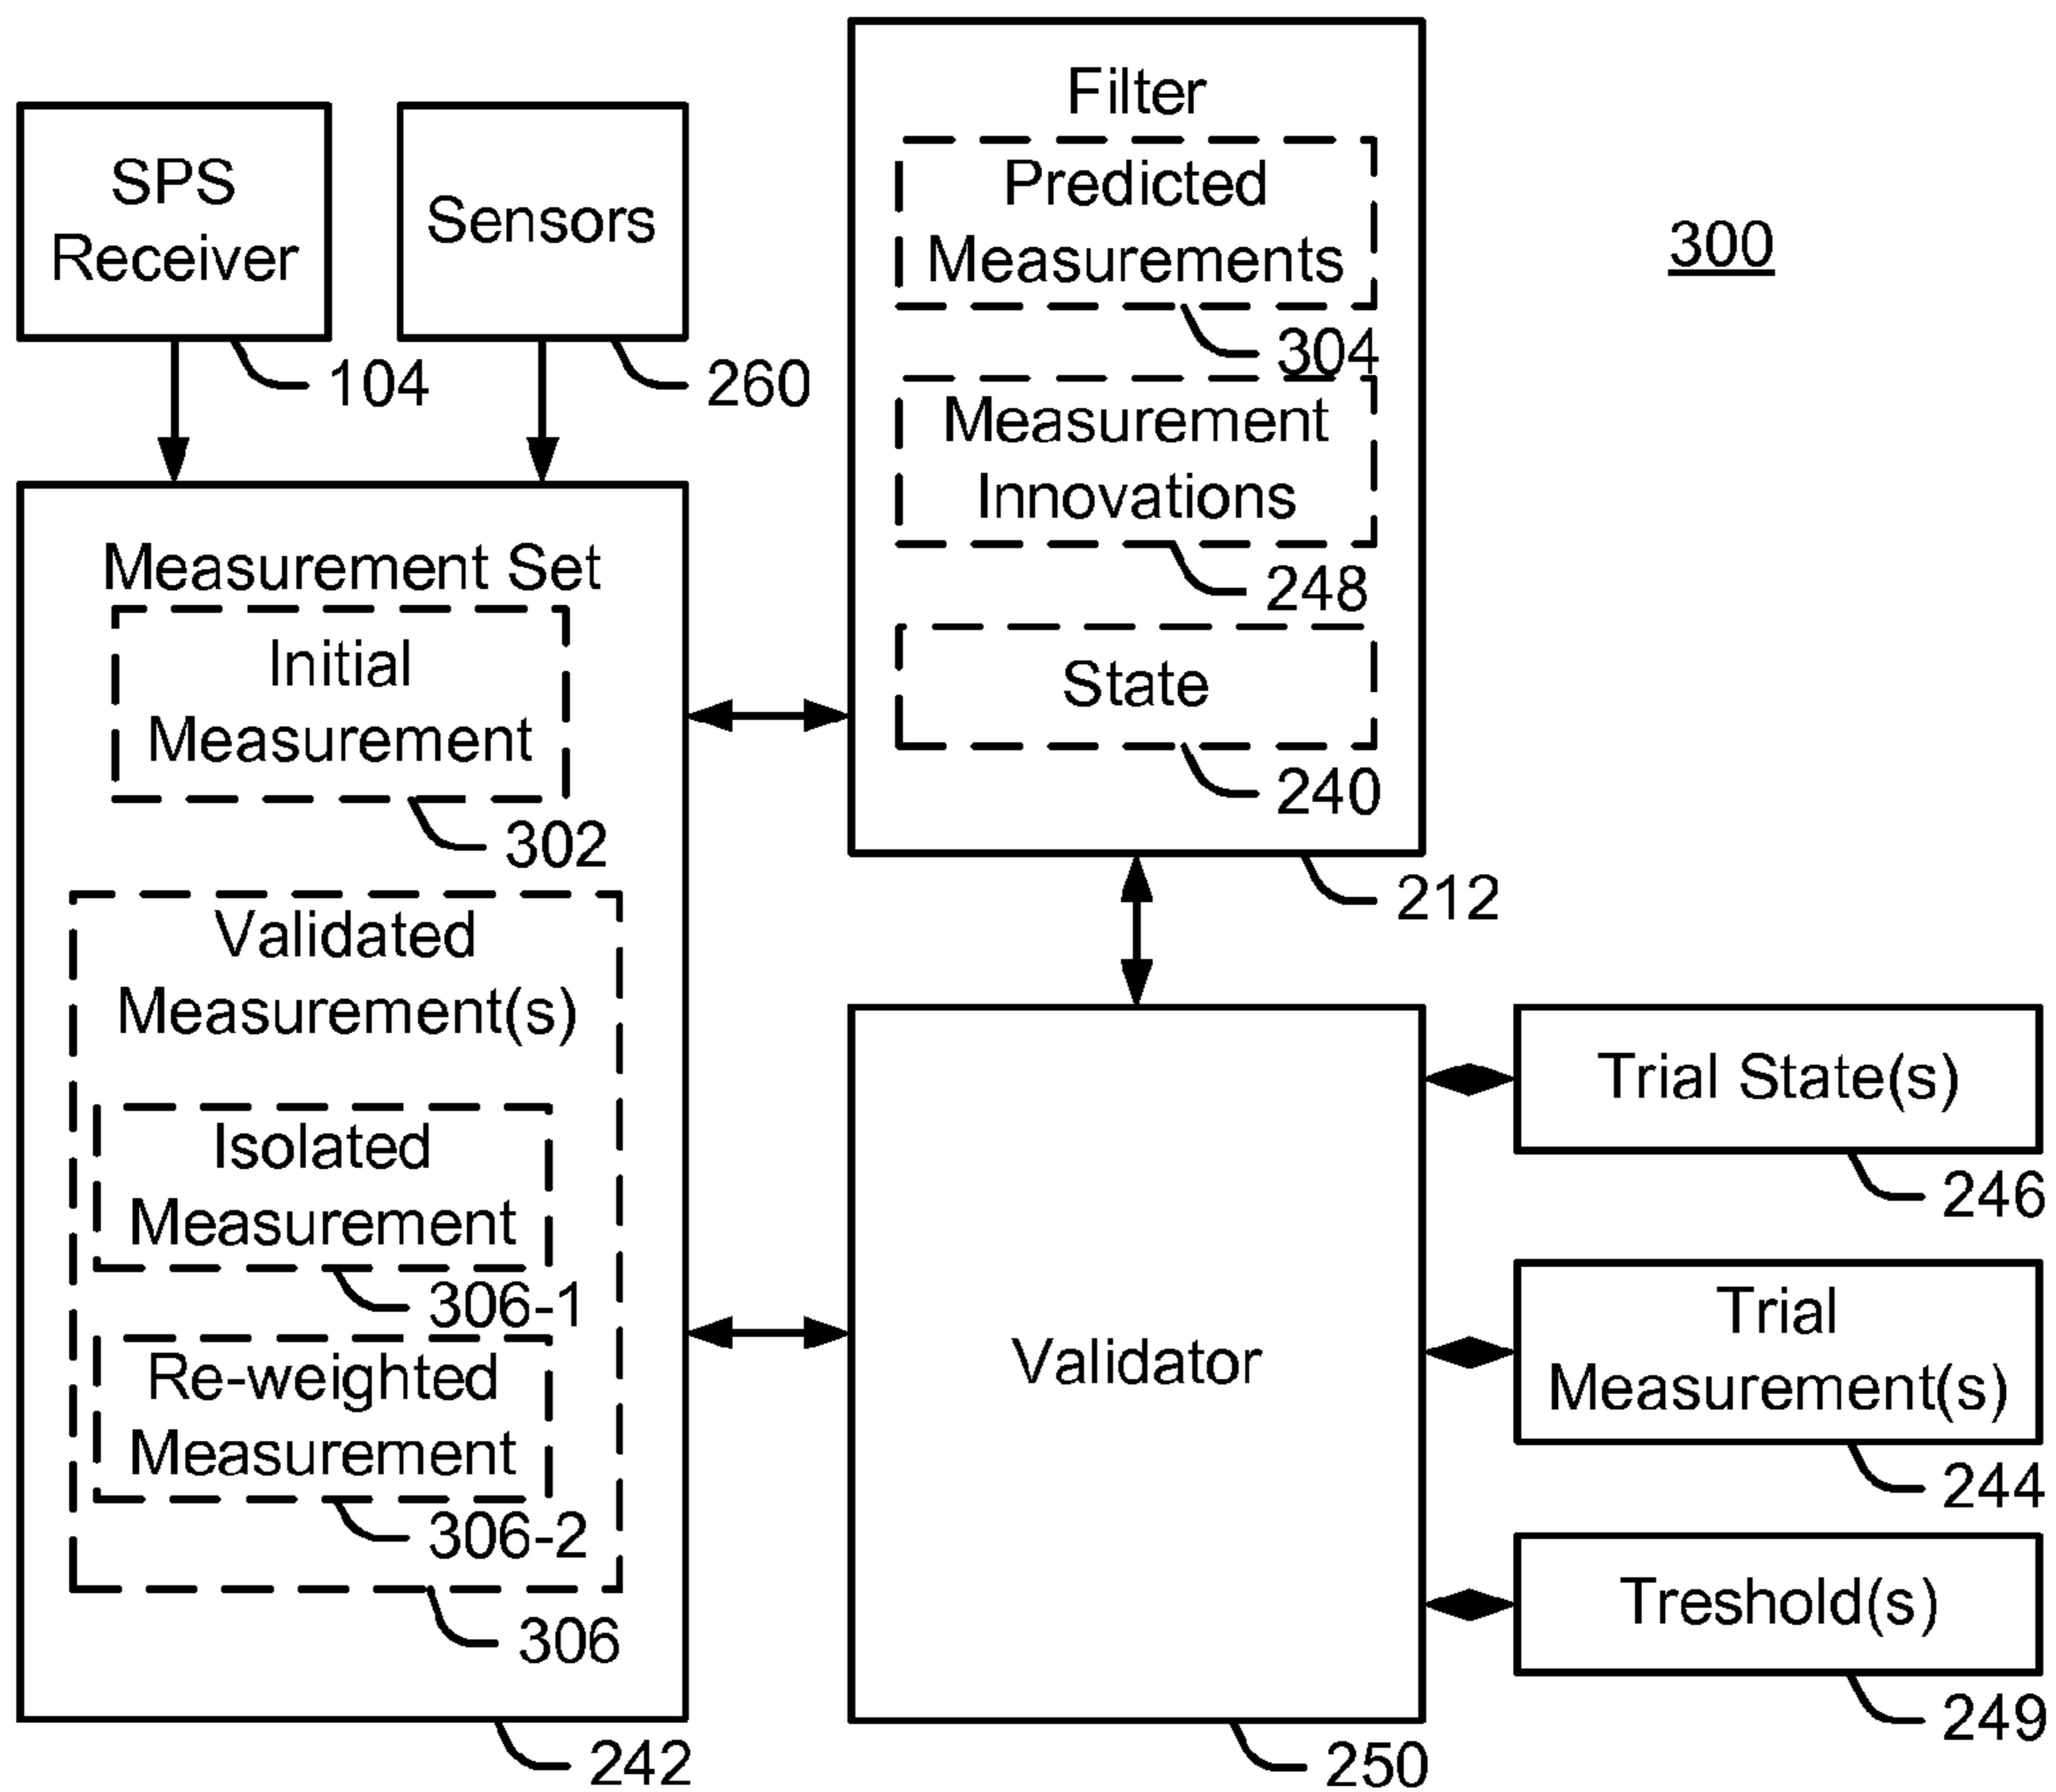 SPS
Receiver
104
Sensors
260
Filter
Predicted
Measurements
304
Measurement
Innovations
248
State
240
212
300
Measurement Set
Initial
Measurement
302
Validated
Measurement(s)
Isolated
Measurement
306-1
Re-weighted
Measurement
306-2
306
242
Validator
250
Trial State(s)
246
Trial
Measurement(s)
244
Treshold(s)
249